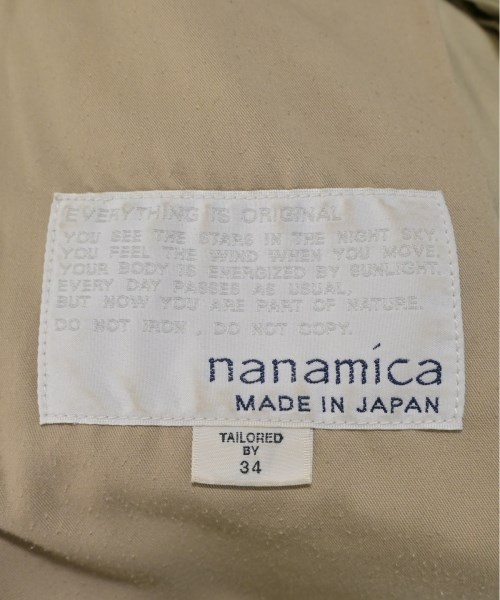 EVERYTHING IS ORIGINAL
YOU SEE THE STARS IN THE NIGHT SKY.
YOU FEEL THE WIND WHEN YOU MOVE.
YOUR BODY IS ENERGIZED BY SUNLIGHT.
EVERY DAY PASSES AS USUAL,
BUT NOW YOU ARE PART OF NATURE.
DO NOT IRON , DO NOT COPY.
nanamíca
MADE IN JAPAN
TAILORED
BY
34